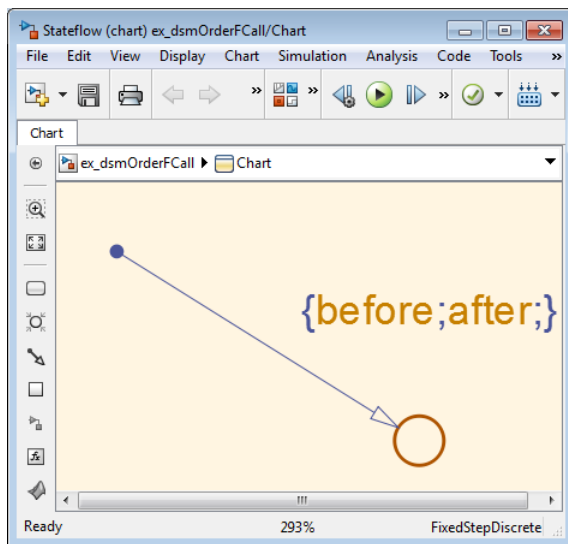 Stateflow (chart) ex_dsmOrderFCall/Chart
File Edit View Display Chart Simulation Analysis Code Tools »
» » »
Chart
ex_dsmOrderFCall Chart
{before;after;}
fx
Ready 293% FixedStepDiscrete